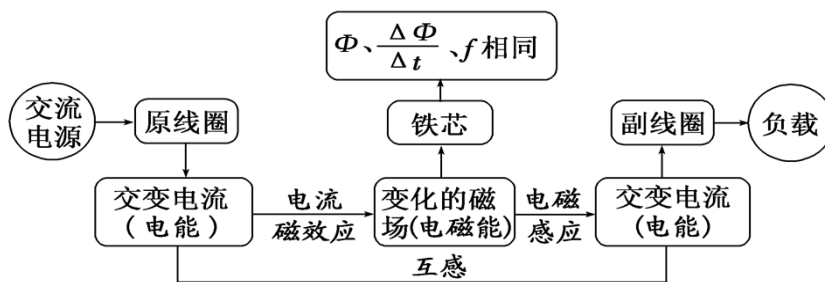 Φ、ΔΦ/Δt、f相同
交流
电源
原线圈
铁芯
副线圈
负载
交变电流
(电能)
电流
磁效应
变化的磁
场(电磁能)
电磁
感应
交变电流
(电能)
互感